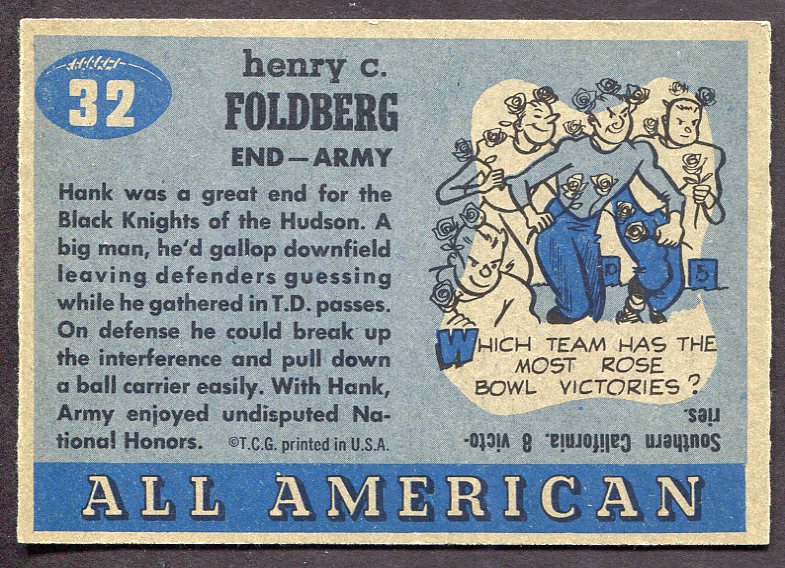 32
henry c.
FOLDBERG
END—ARMY
Hank was a great end for the
Black Knights of the Hudson. A
big man, he'd gallop downfield
leaving defenders guessing
while he gathered in T.D. passes.
On defense he could break up
the interference and pull down
a ball carrier easily. With Hank,
Army enjoyed undisputed Na-
tional Honors. ©T.C.G. printed in U.S.A.
0 5
WHICH TEAM HAS THE
MOST ROSE
BOWL VICTORIES?
Southern California. 8 victo-
ries.
ALL AMERICAN